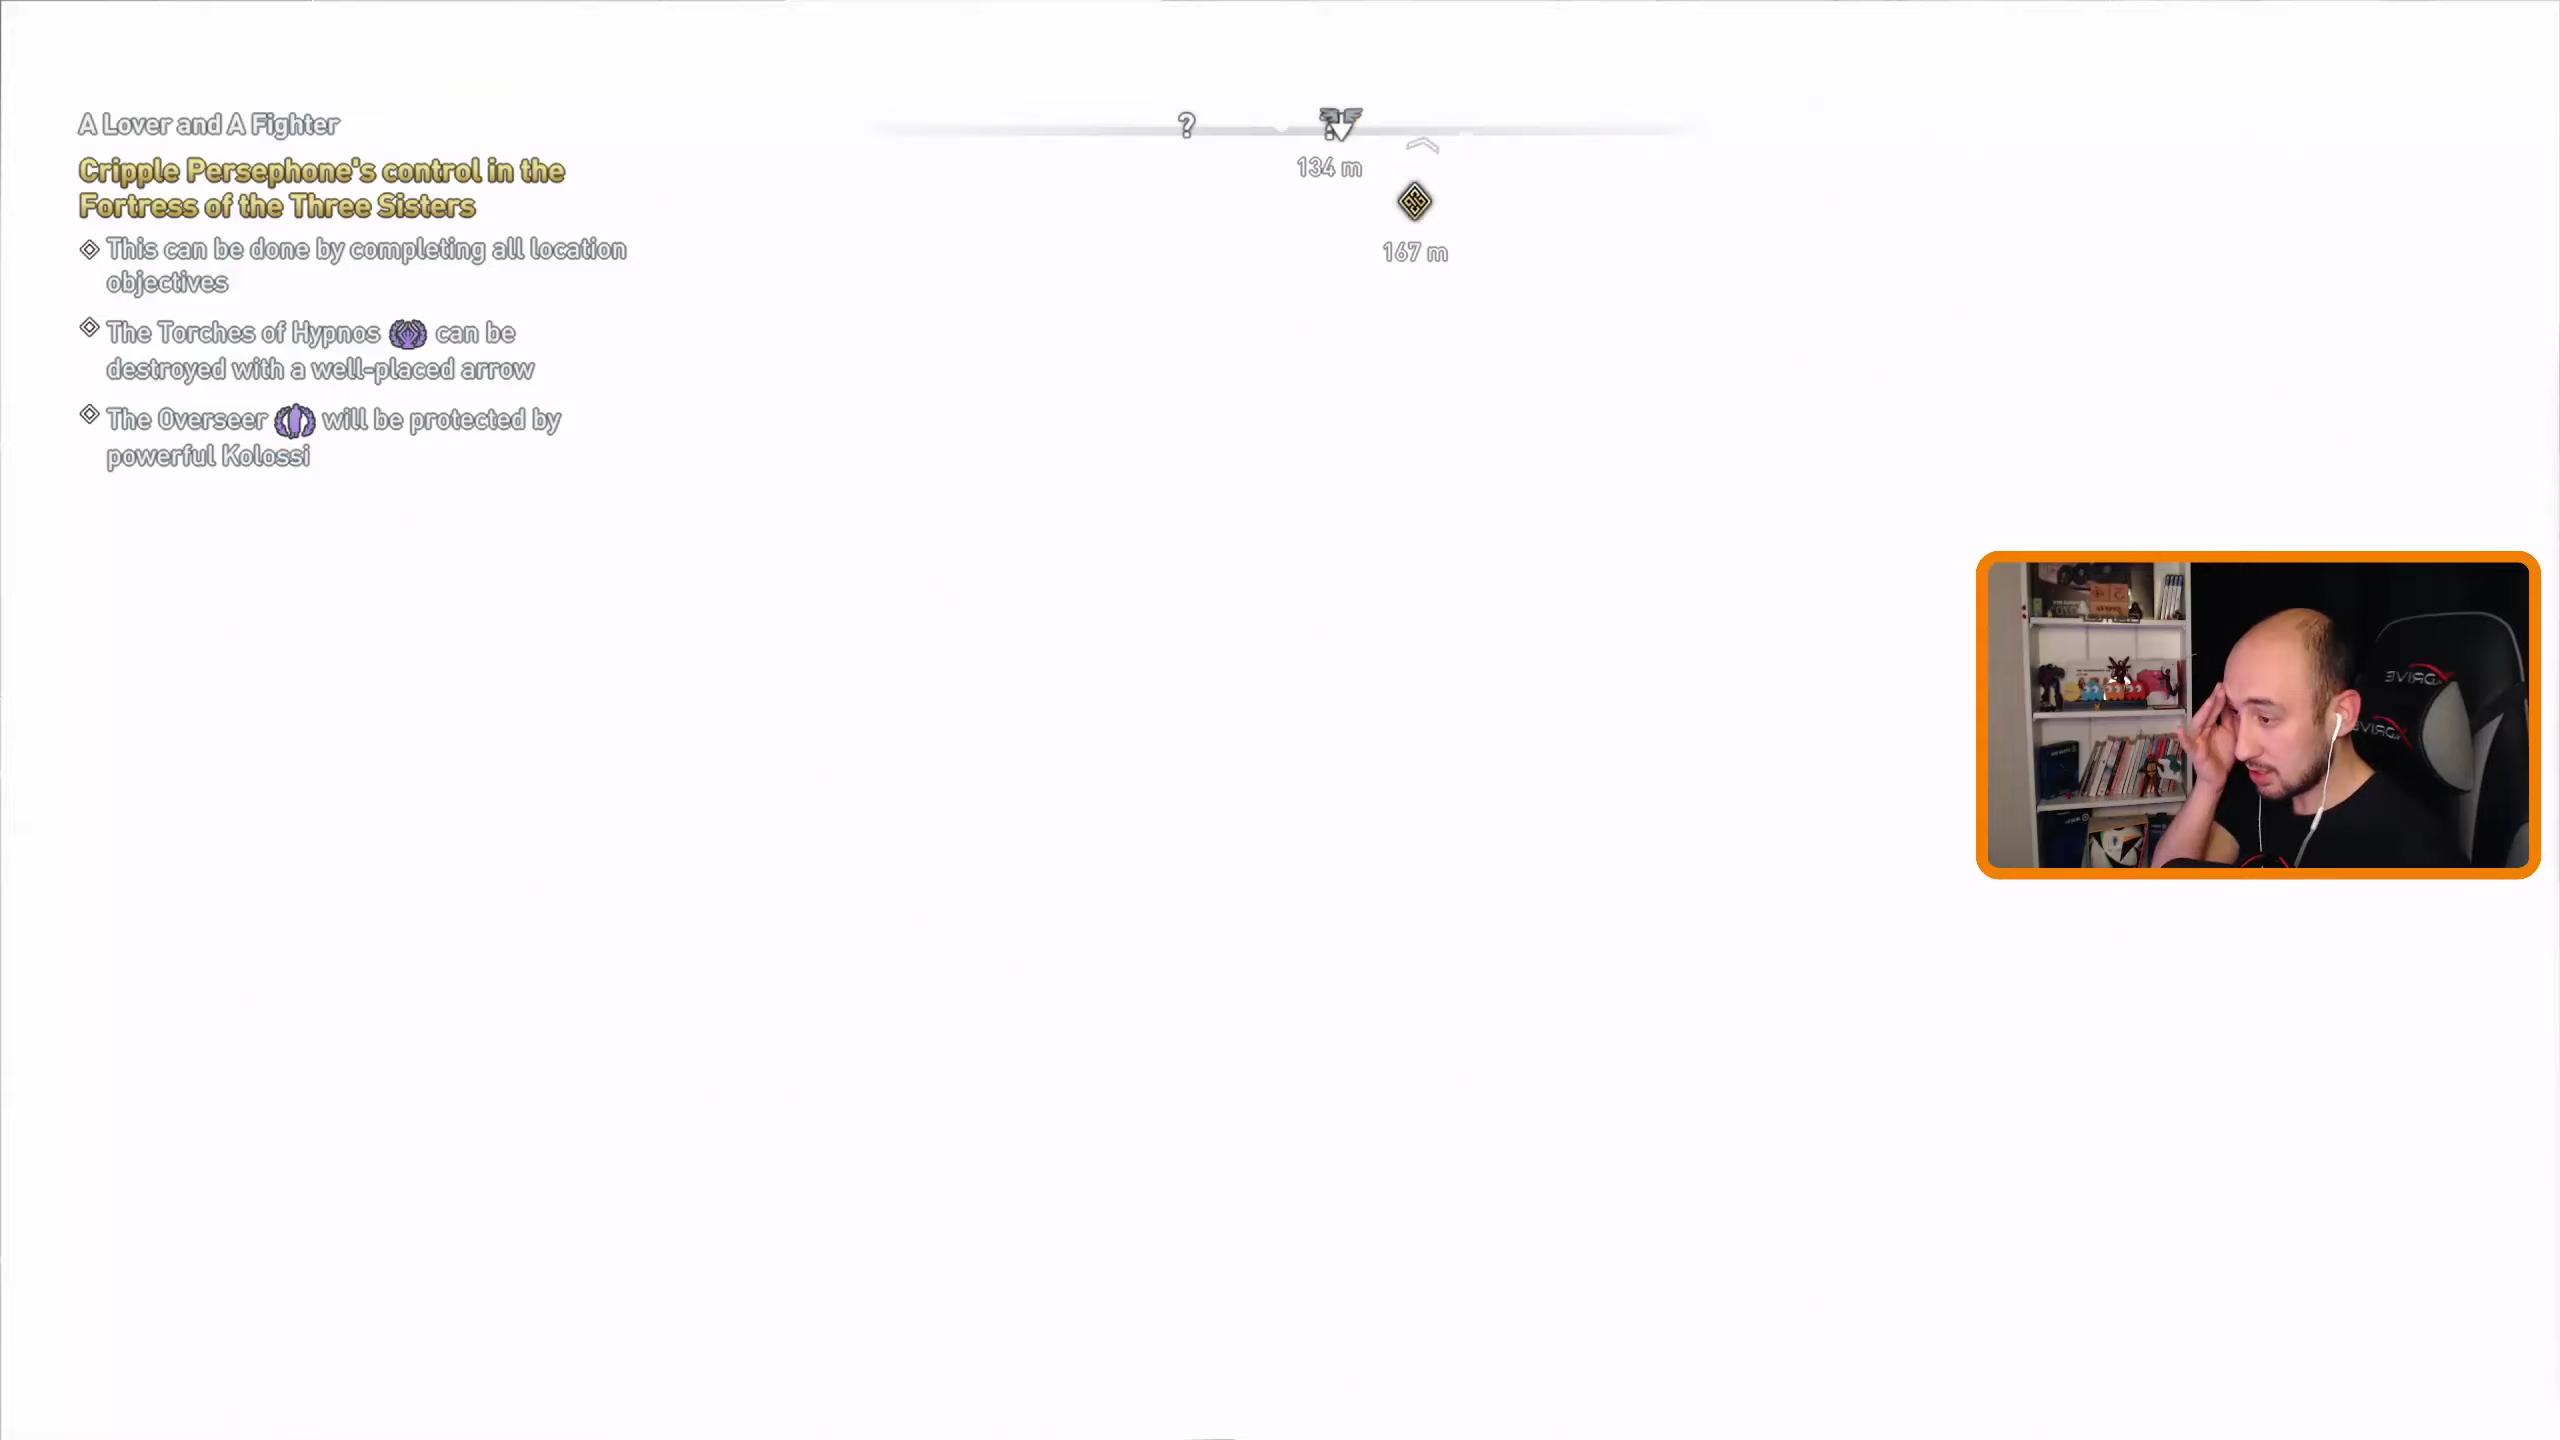 A Lover and A Fighter
Cripple Persephone's control in the
Fortress of the Three Sisters
This can be done by completing all location
objectives
The Torches of Hypnos can be
destroyed with a well-placed arrow
The Overseer will be protected by
powerful Kolossi
?
134 m
167 m